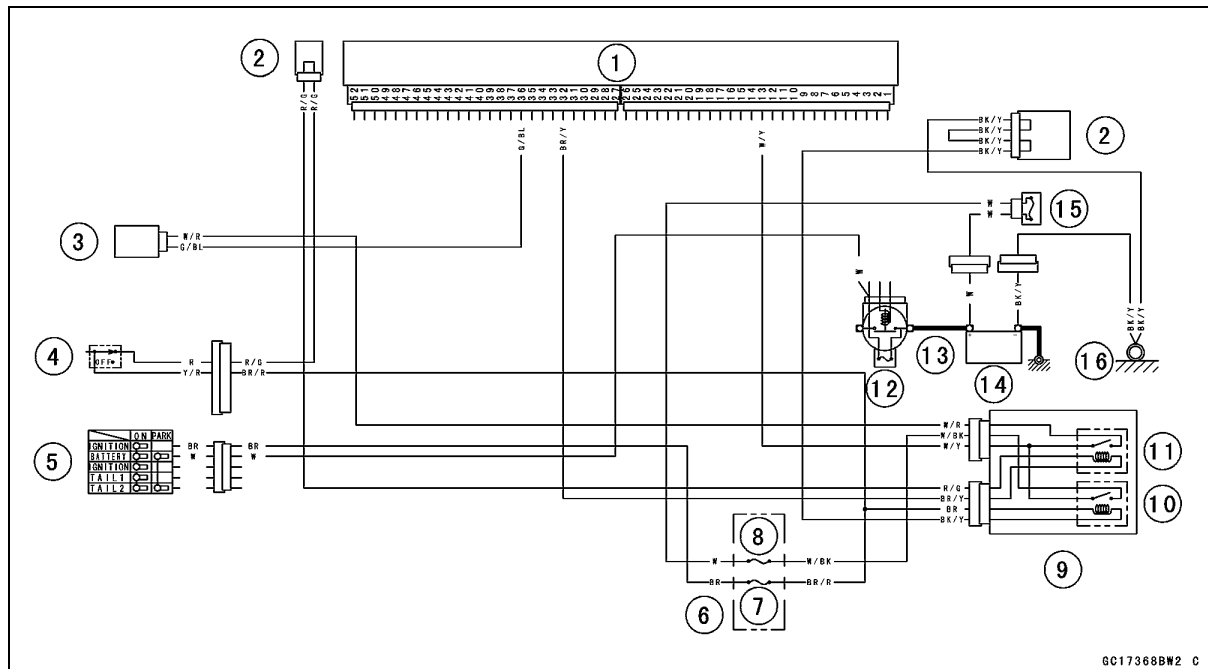 2
1
52 51 50 49 48 47 46 45 44 43 42 41 40 39 38 37 36 35 34 33 32 31 30 29 28 27 26 25 24 23 22 21 20 19 18 17 16 15 14 13 12 11 10 9 8 7 6 5 4 3 2 1
R/G
R/G
G/BL
BR/Y
W/Y
BK/Y
BK/Y
BK/Y
BK/Y
2
3
W/R
G/BL
W
W
15
W
W
BK/Y
BK/Y
BK/Y
4
OFF
R
Y/R
R/G
BR/R
12
13
14
16
5
ON PARK
IGNITION
BATTERY
IGNITION
TAIL1
TAIL2
BR
W
BR
W
W/R
W/BK
W/Y
11
R/G
BR/Y
BR
BK/Y
10
9
8
W
W/BK
BR
BR/R
6
7
GC17368BW2 C